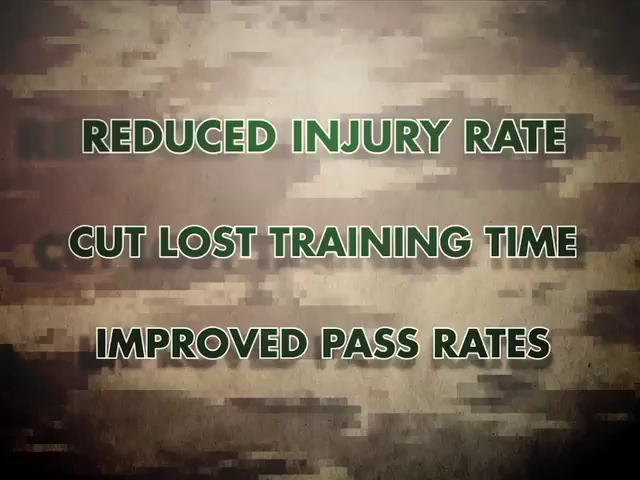 REDUCED INJURY RATE
CUT LOST TRAINING TIME
IMPROVED PASS RATES